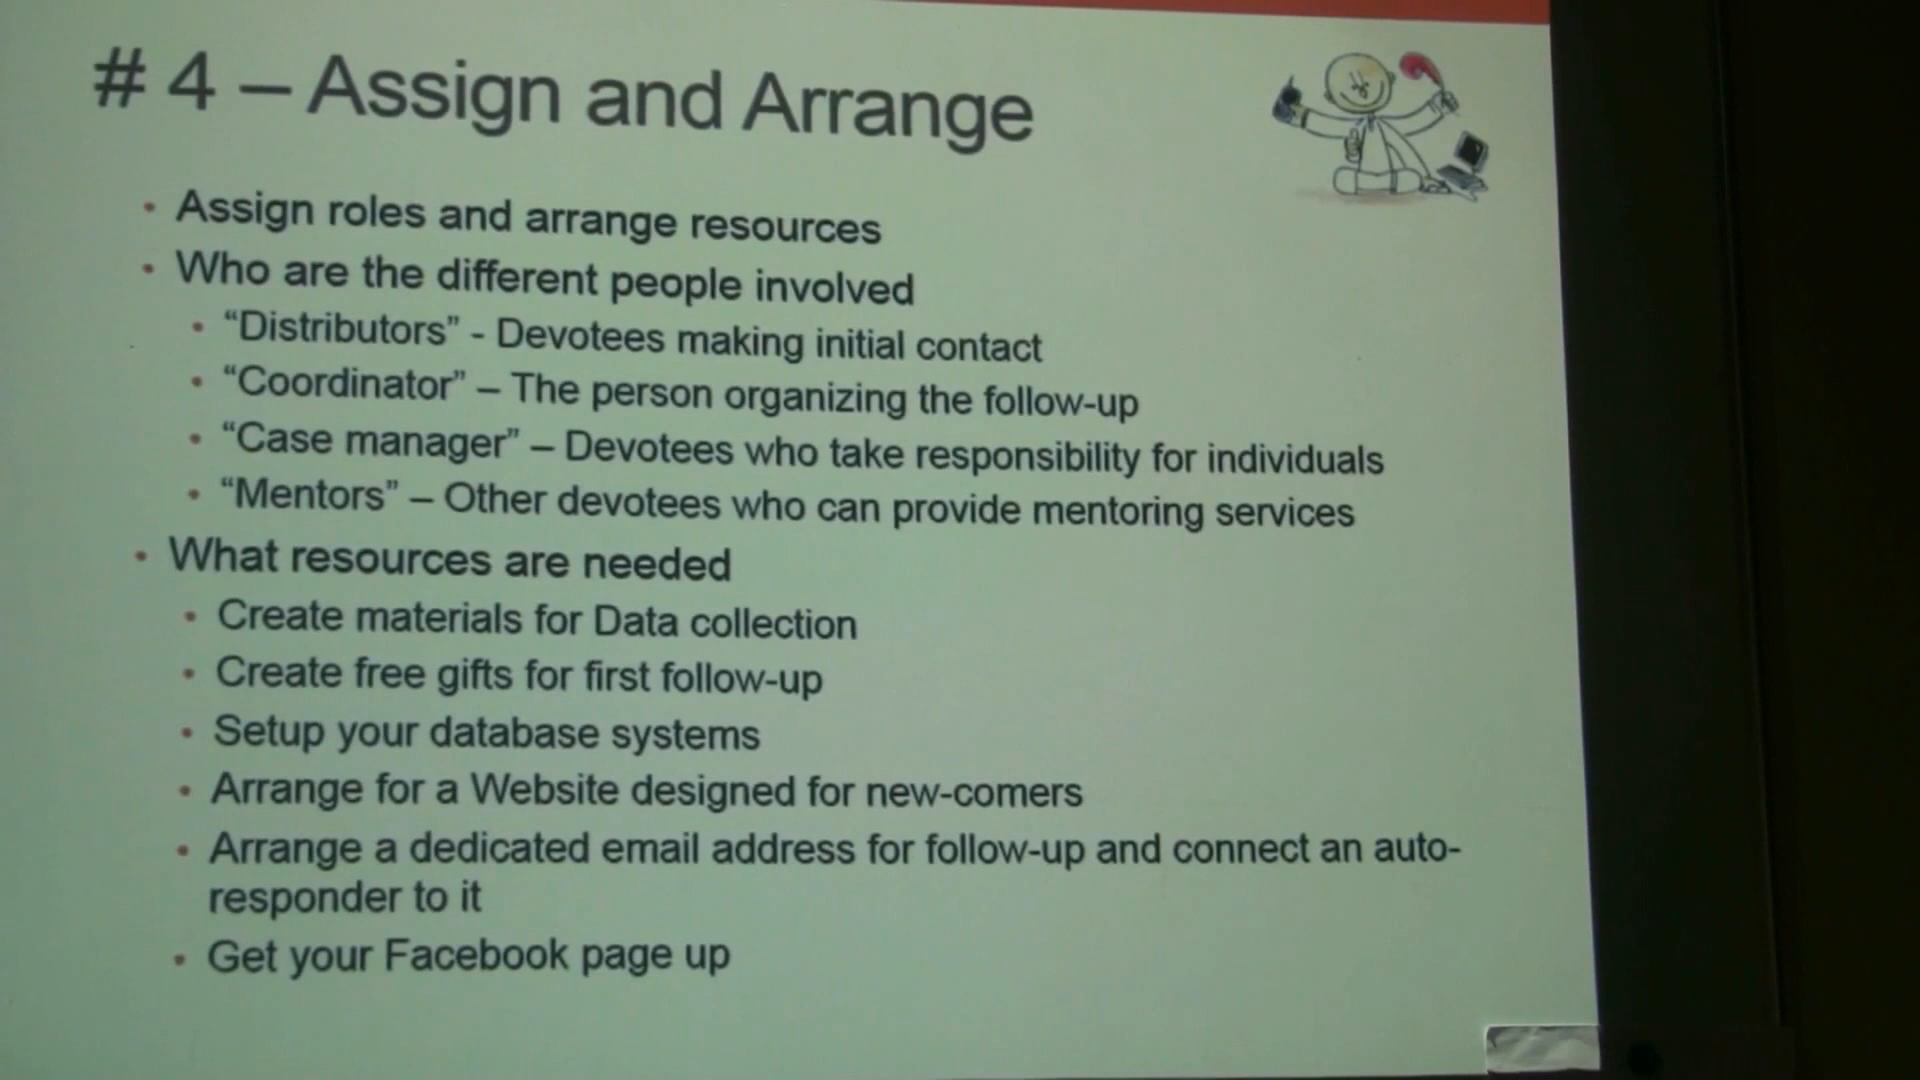 # 4 – Assign and Arrange
• Assign roles and arrange resources
• Who are the different people involved
• “Distributors” - Devotees making initial contact
• “Coordinator” – The person organizing the follow-up
• “Case manager” – Devotees who take responsibility for individuals
• “Mentors” – Other devotees who can provide mentoring services
• What resources are needed
• Create materials for Data collection
• Create free gifts for first follow-up
• Setup your database systems
• Arrange for a Website designed for new-comers
• Arrange a dedicated email address for follow-up and connect an auto-
responder to it
• Get your Facebook page up